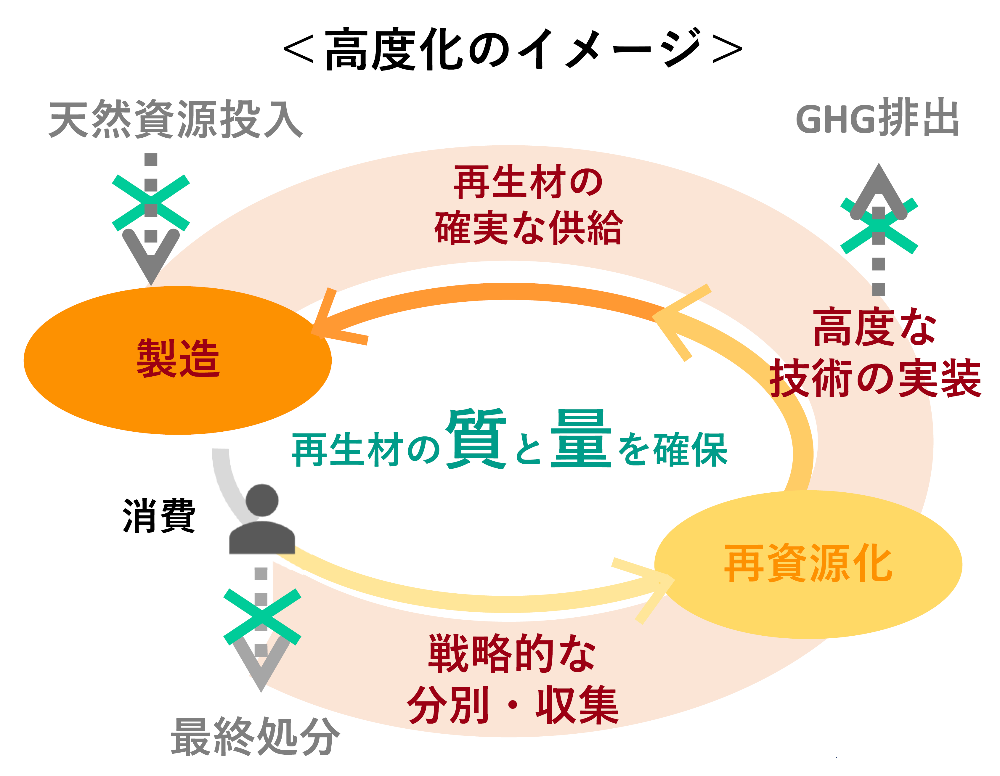 ＜高度化のイメージ＞
天然資源投入
GHG排出
再生材の
確実な供給
高度な
技術の実装
製造
再生材の質と量を確保
消費
再資源化
戦略的な
分別・収集
最終処分